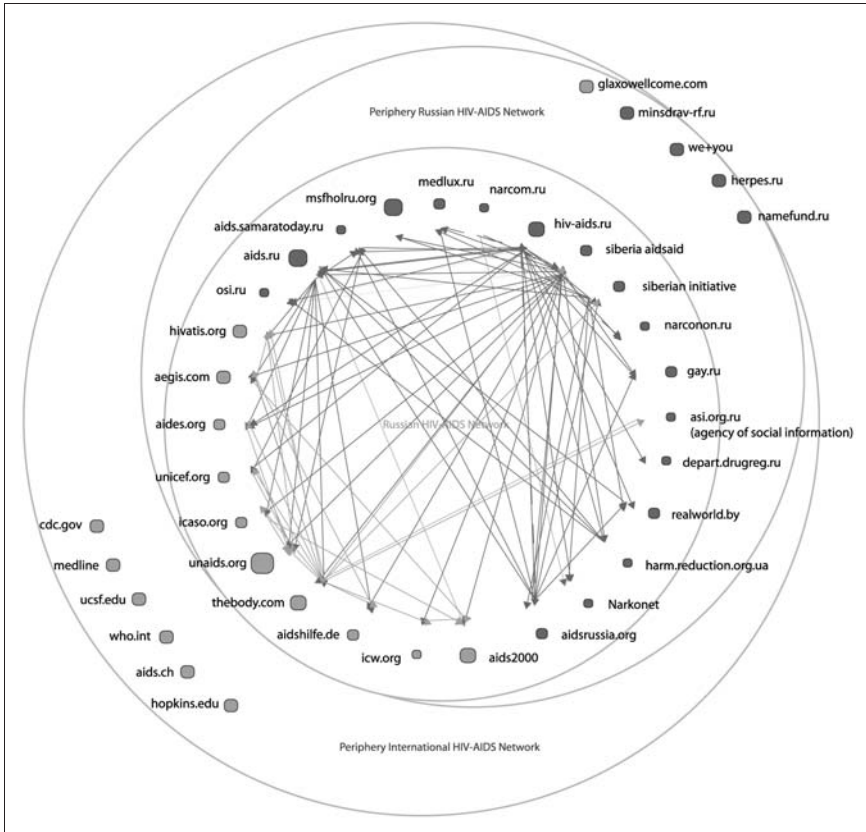 glaxowellcome.com
Periphery Russian HIV-AIDS Network
minsdrav-rf.ru
we+you
herpes.ru
namefund.ru
medlux.ru
narcom.ru
msfholru.org
hiv-aids.ru
aids.samaratoday.ru
siberia aidsaid
aids.ru
siberian initiative
osi.ru
narconon.ru
hivatis.org
gay.ru
aegis.com
asi.org.ru
(agency of social information)
aides.org
Russian HIV-AIDS Network
depart.drugreg.ru
unicef.org
realworld.by
icaso.org
cdc.gov
harm.reduction.org.ua
unaids.org
medline
Narkonet
thebody.com
ucsf.edu
aidsrussia.org
aidshilfe.de
who.int
aids2000
icw.org
aids.ch
hopkins.edu
Periphery International HIV-AIDS Network